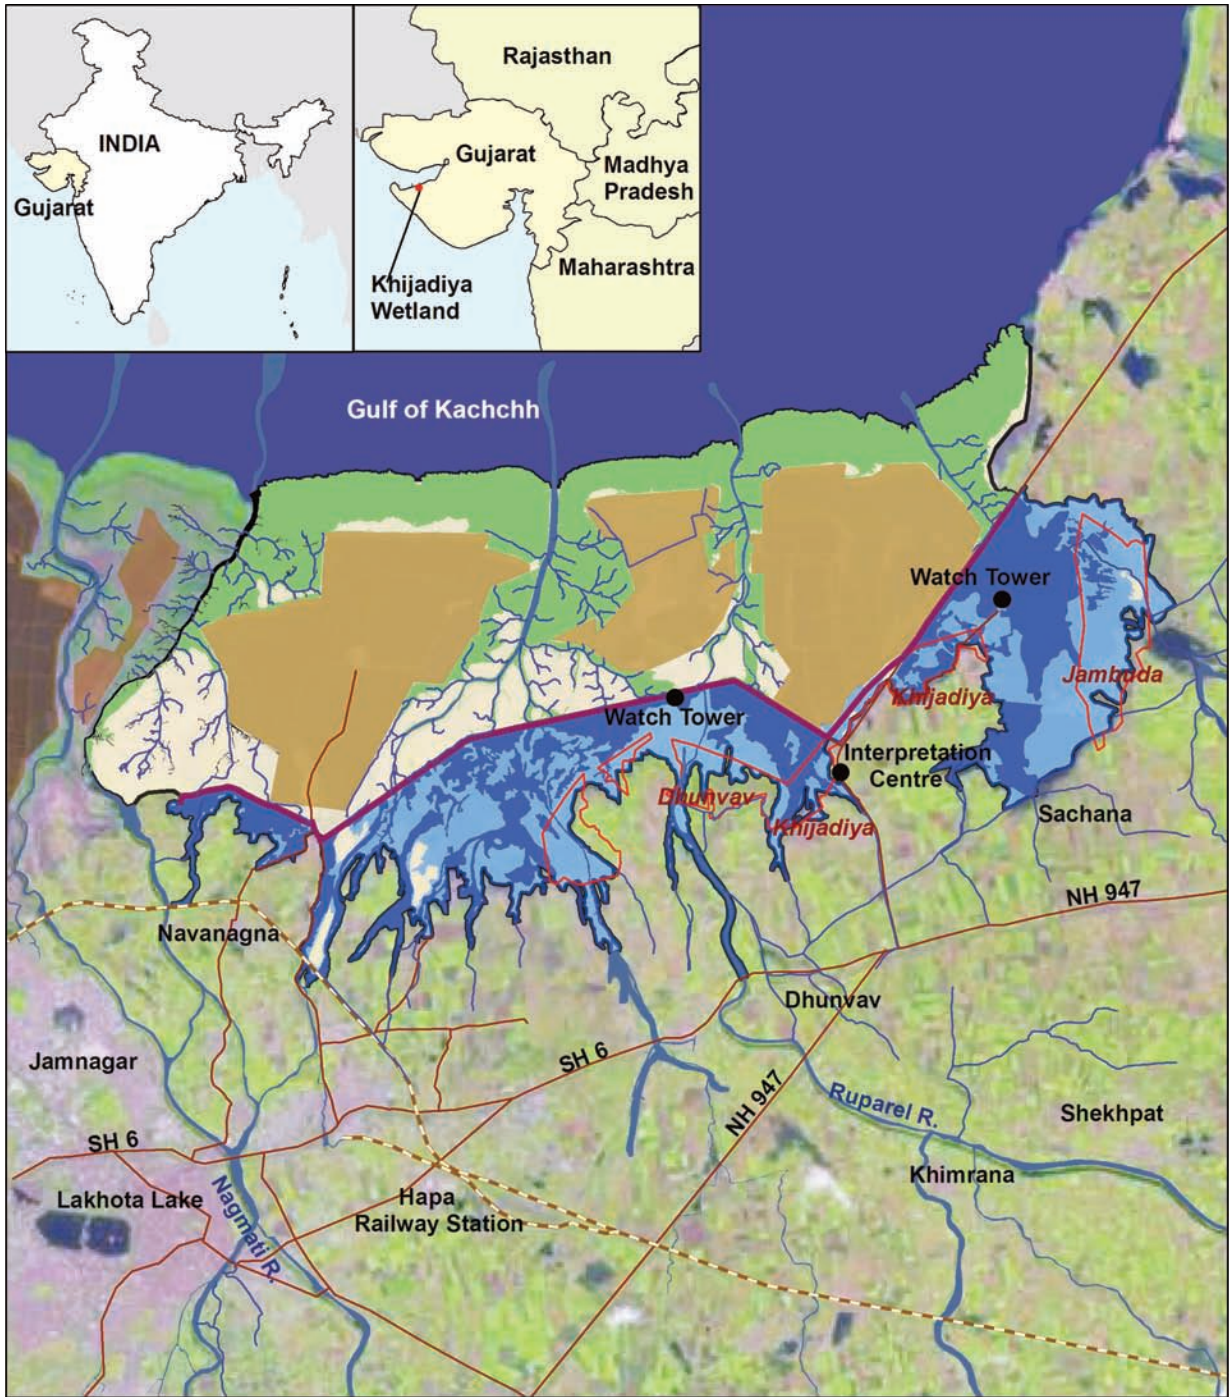 INDIA
Gujarat
Rajasthan
Gujarat
Madhya
Pradesh
Maharashtra
Khijadiya
Wetland
Gulf of Kachchh
Watch Tower
Jambuda
Khijadiya
Watch Tower
Interpretation
Centre
Dhunvav
Khijadiya
Sachana
NH 947
Navanagna
Dhunvav
Jamnagar
SH 6
NH 947
Ruparel R.
Shekhpat
SH 6
Khimrana
Lakhota Lake
Nagmati R.
Hapa
Railway Station